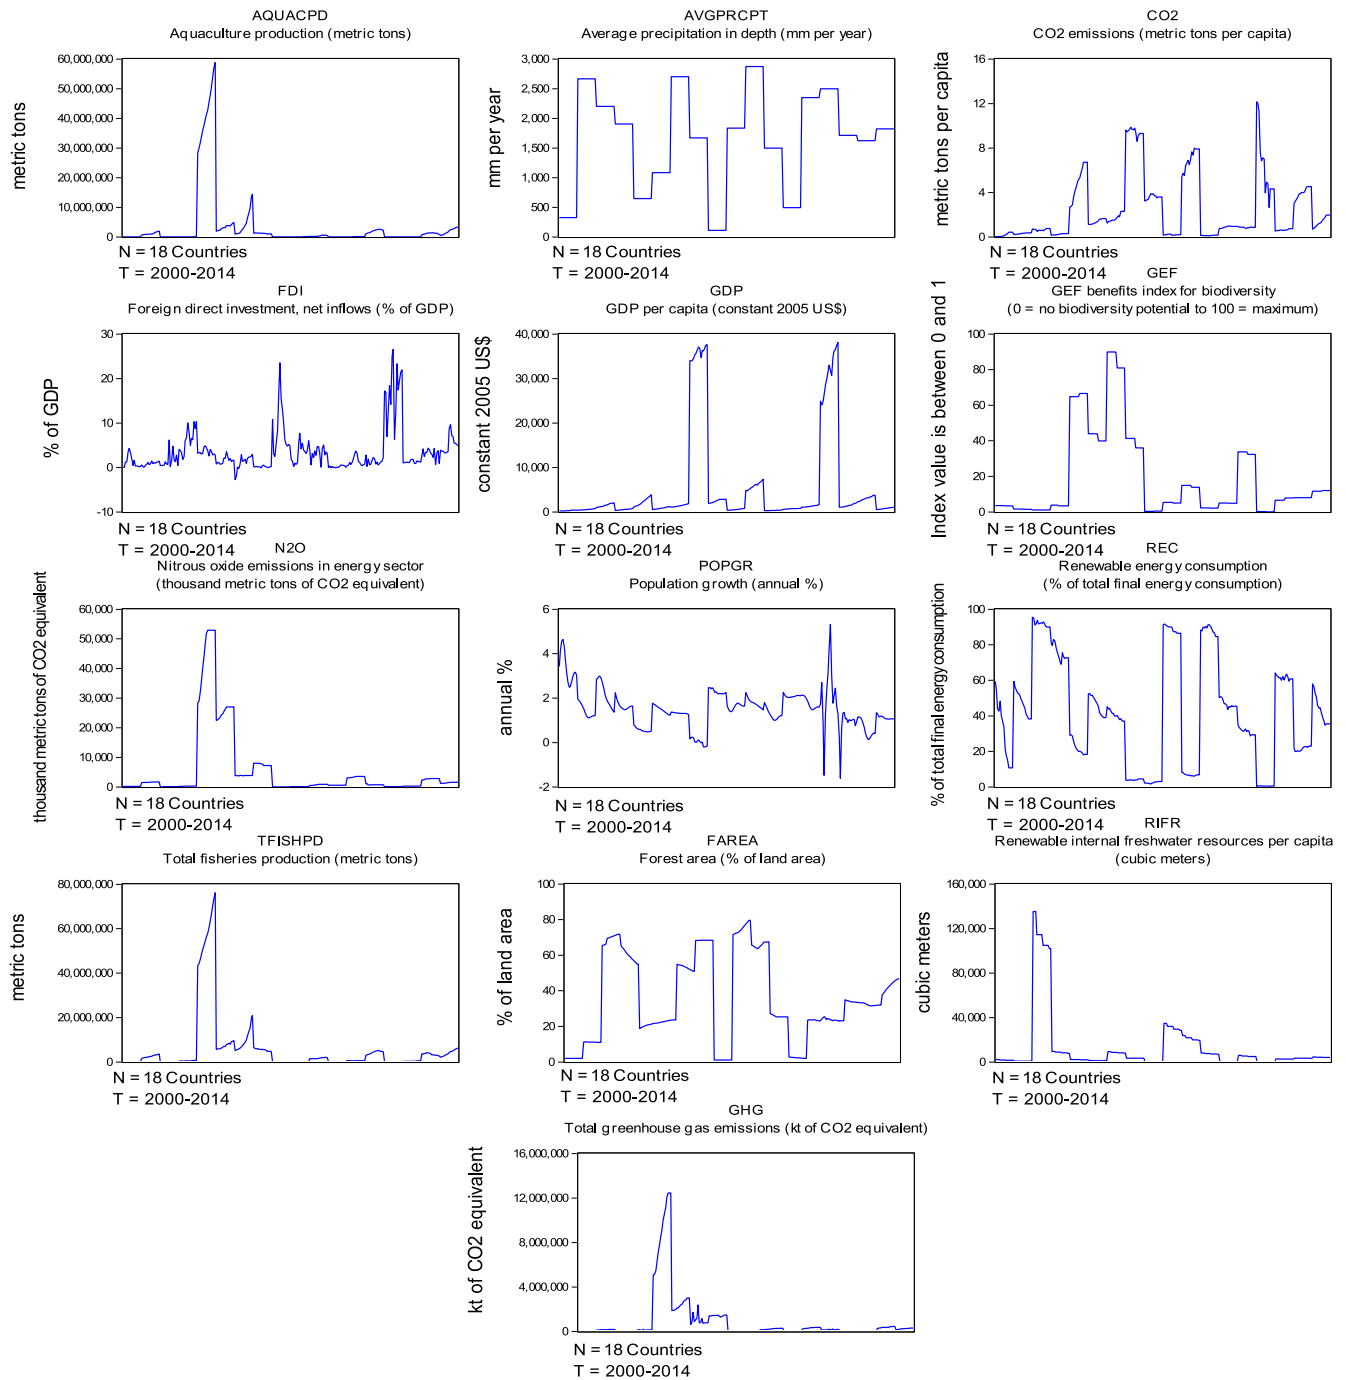 AQUACPD
Aquaculture production (metric tons)
metric tons
60,000,000
50,000,000
40,000,000
30,000,000
20,000,000
10,000,000
0
N = 18 Countries
T = 2000-2014
AVGPRCPT
Average precipitation in depth (mm per year)
mm per year
3,000
2,500
2,000
1,500
1,000
500
0
N = 18 Countries
T = 2000-2014
CO2
CO2 emissions (metric tons per capita)
metric tons per capita
16
12
8
4
0
N = 18 Countries
T = 2000-2014
FDI
Foreign direct investment, net inflows (% of GDP)
% of GDP
30
20
10
0
-10
N = 18 Countries
T = 2000-2014
GDP
GDP per capita (constant 2005 US$)
constant 2005 US$
40,000
30,000
20,000
10,000
0
N = 18 Countries
T = 2000-2014
GEF
GEF benefits index for biodiversity
(0 = no biodiversity potential to 100 = maximum)
Index value is between 0 and 1
100
80
60
40
20
0
N = 18 Countries
T = 2000-2014
N2O
Nitrous oxide emissions in energy sector
(thousand metric tons of CO2 equivalent)
thousand metric tons of CO2 equivalent
60,000
50,000
40,000
30,000
20,000
10,000
0
N = 18 Countries
T = 2000-2014
POPGR
Population growth (annual %)
annual %
6
4
2
0
-2
N = 18 Countries
T = 2000-2014
REC
Renewable energy consumption
(% of total final energy consumption)
% of total final energy consumption
100
80
60
40
20
0
N = 18 Countries
T = 2000-2014
TFISHPD
Total fisheries production (metric tons)
metric tons
80,000,000
60,000,000
40,000,000
20,000,000
0
N = 18 Countries
T = 2000-2014
FAREA
Forest area (% of land area)
% of land area
100
80
60
40
20
0
N = 18 Countries
T = 2000-2014
RIFR
Renewable internal freshwater resources per capita
(cubic meters)
cubic meters
160,000
120,000
80,000
40,000
0
N = 18 Countries
T = 2000-2014
GHG
Total greenhouse gas emissions (kt of CO2 equivalent)
kt of CO2 equivalent
16,000,000
12,000,000
8,000,000
4,000,000
0
N = 18 Countries
T = 2000-2014